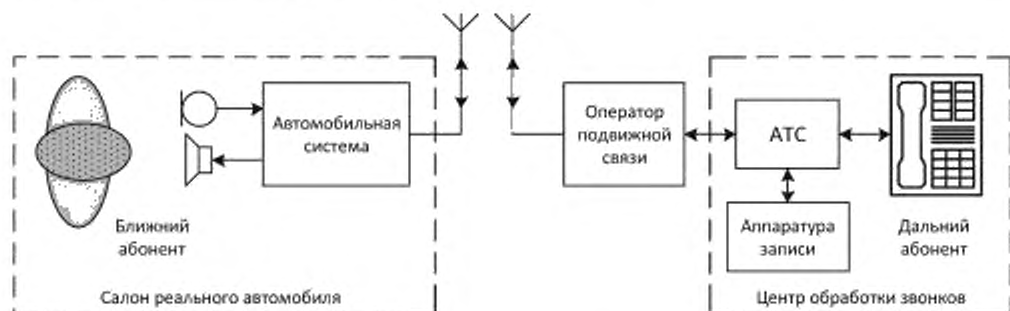 Автомобильная
система
Ближний
абонент
Салон реального автомобиля
Оператор
подвижной
связи
АТС
Аппаратура
записи
Дальний
абонент
Центр обработки звонков